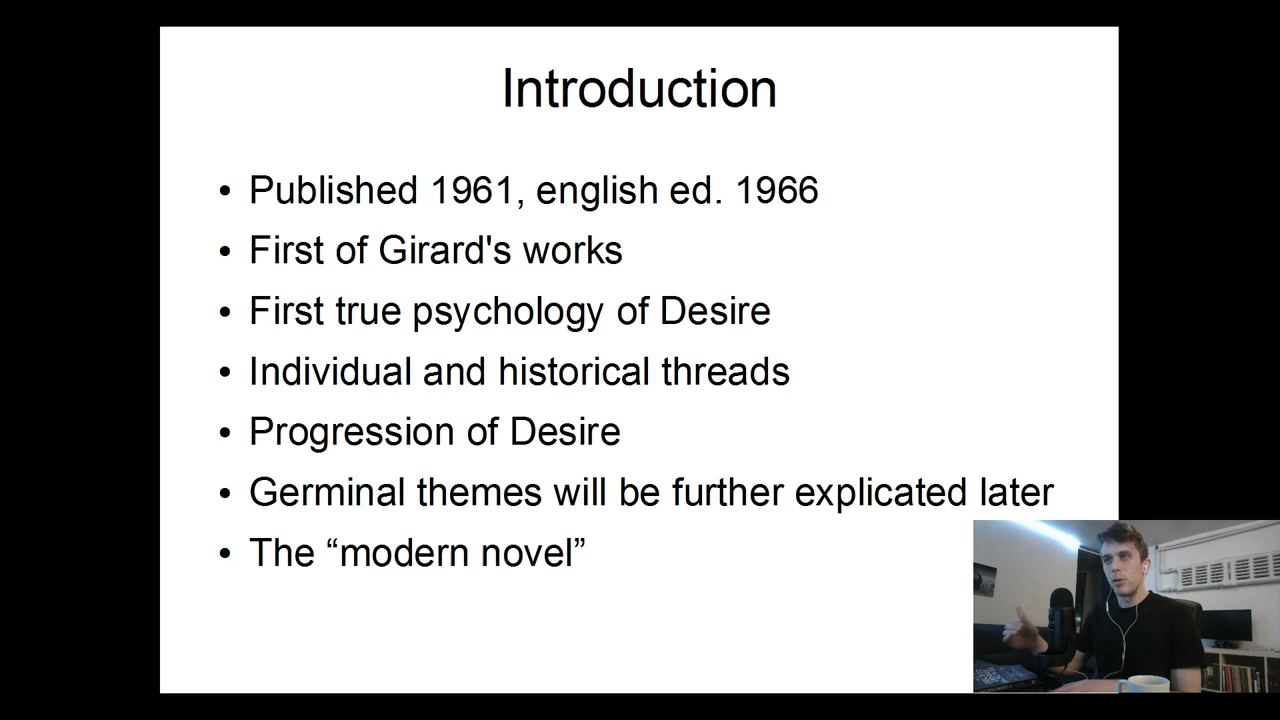 Introduction
• Published 1961, english ed. 1966
• First of Girard's works
• First true psychology of Desire
• Individual and historical threads
• Progression of Desire
• Germinal themes will be further explicated later
• The “modern novel”